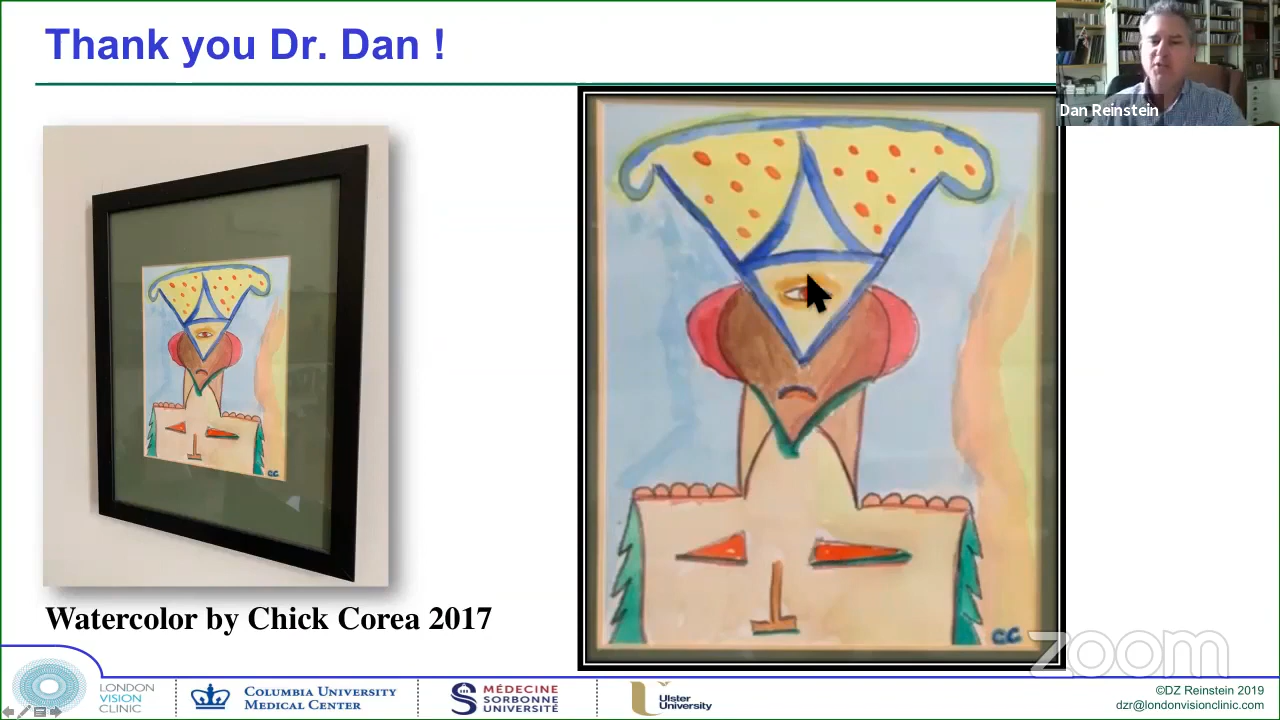 Thank you Dr. Dan !
Dan Reinstein
CC
CC
Watercolor by Chick Corea 2017
zoom
LONDON
VISION
CLINIC
COLUMBIA UNIVERSITY
MEDICAL CENTER
MÉDECINE
SORBONNE
UNIVERSITÉ
Ulster
University
©DZ Reinstein 2019
dzr@londonvisionclinic.com